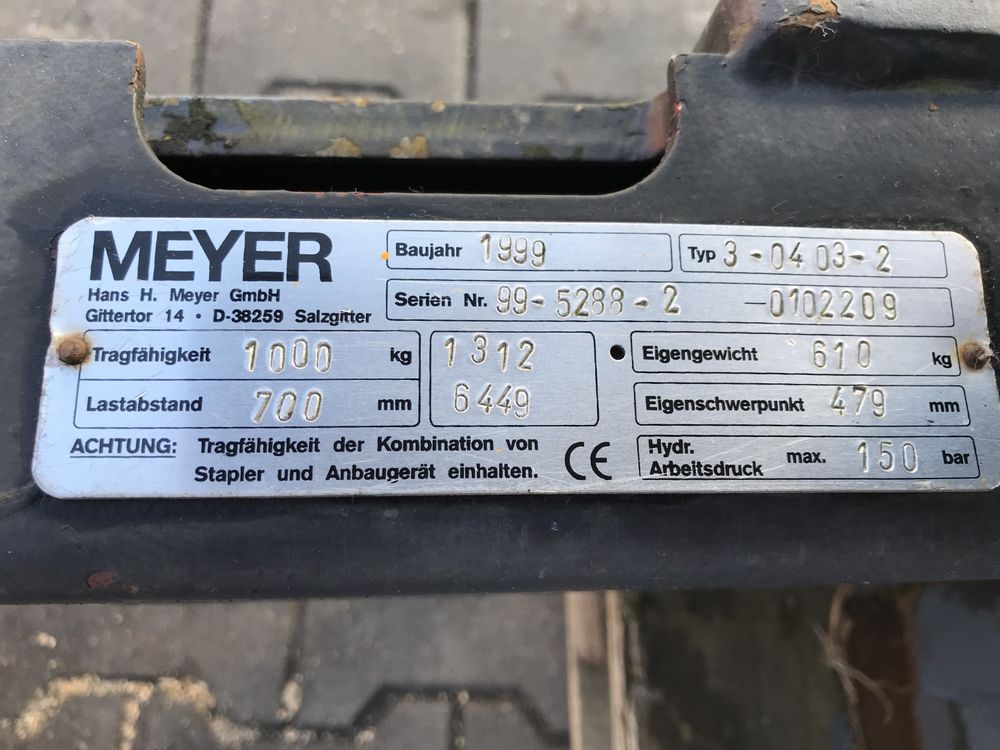 MEYER
Hans H. Meyer GmbH
Gittertor 14 • D-38259 Salzgitter
Baujahr 1999
Typ 3-0403-2
Serien Nr. 99-5288-2 -0102209
Tragfähigkeit 1000 kg
Lastabstand 700 mm
1312
6449
Eigengewicht 610 kg
Eigenschwerpunkt 479 mm
ACHTUNG: Tragfähigkeit der Kombination von
Stapler und Anbaugerät einhalten.
CE
Hydr.
Arbeitsdruck max. 150 bar